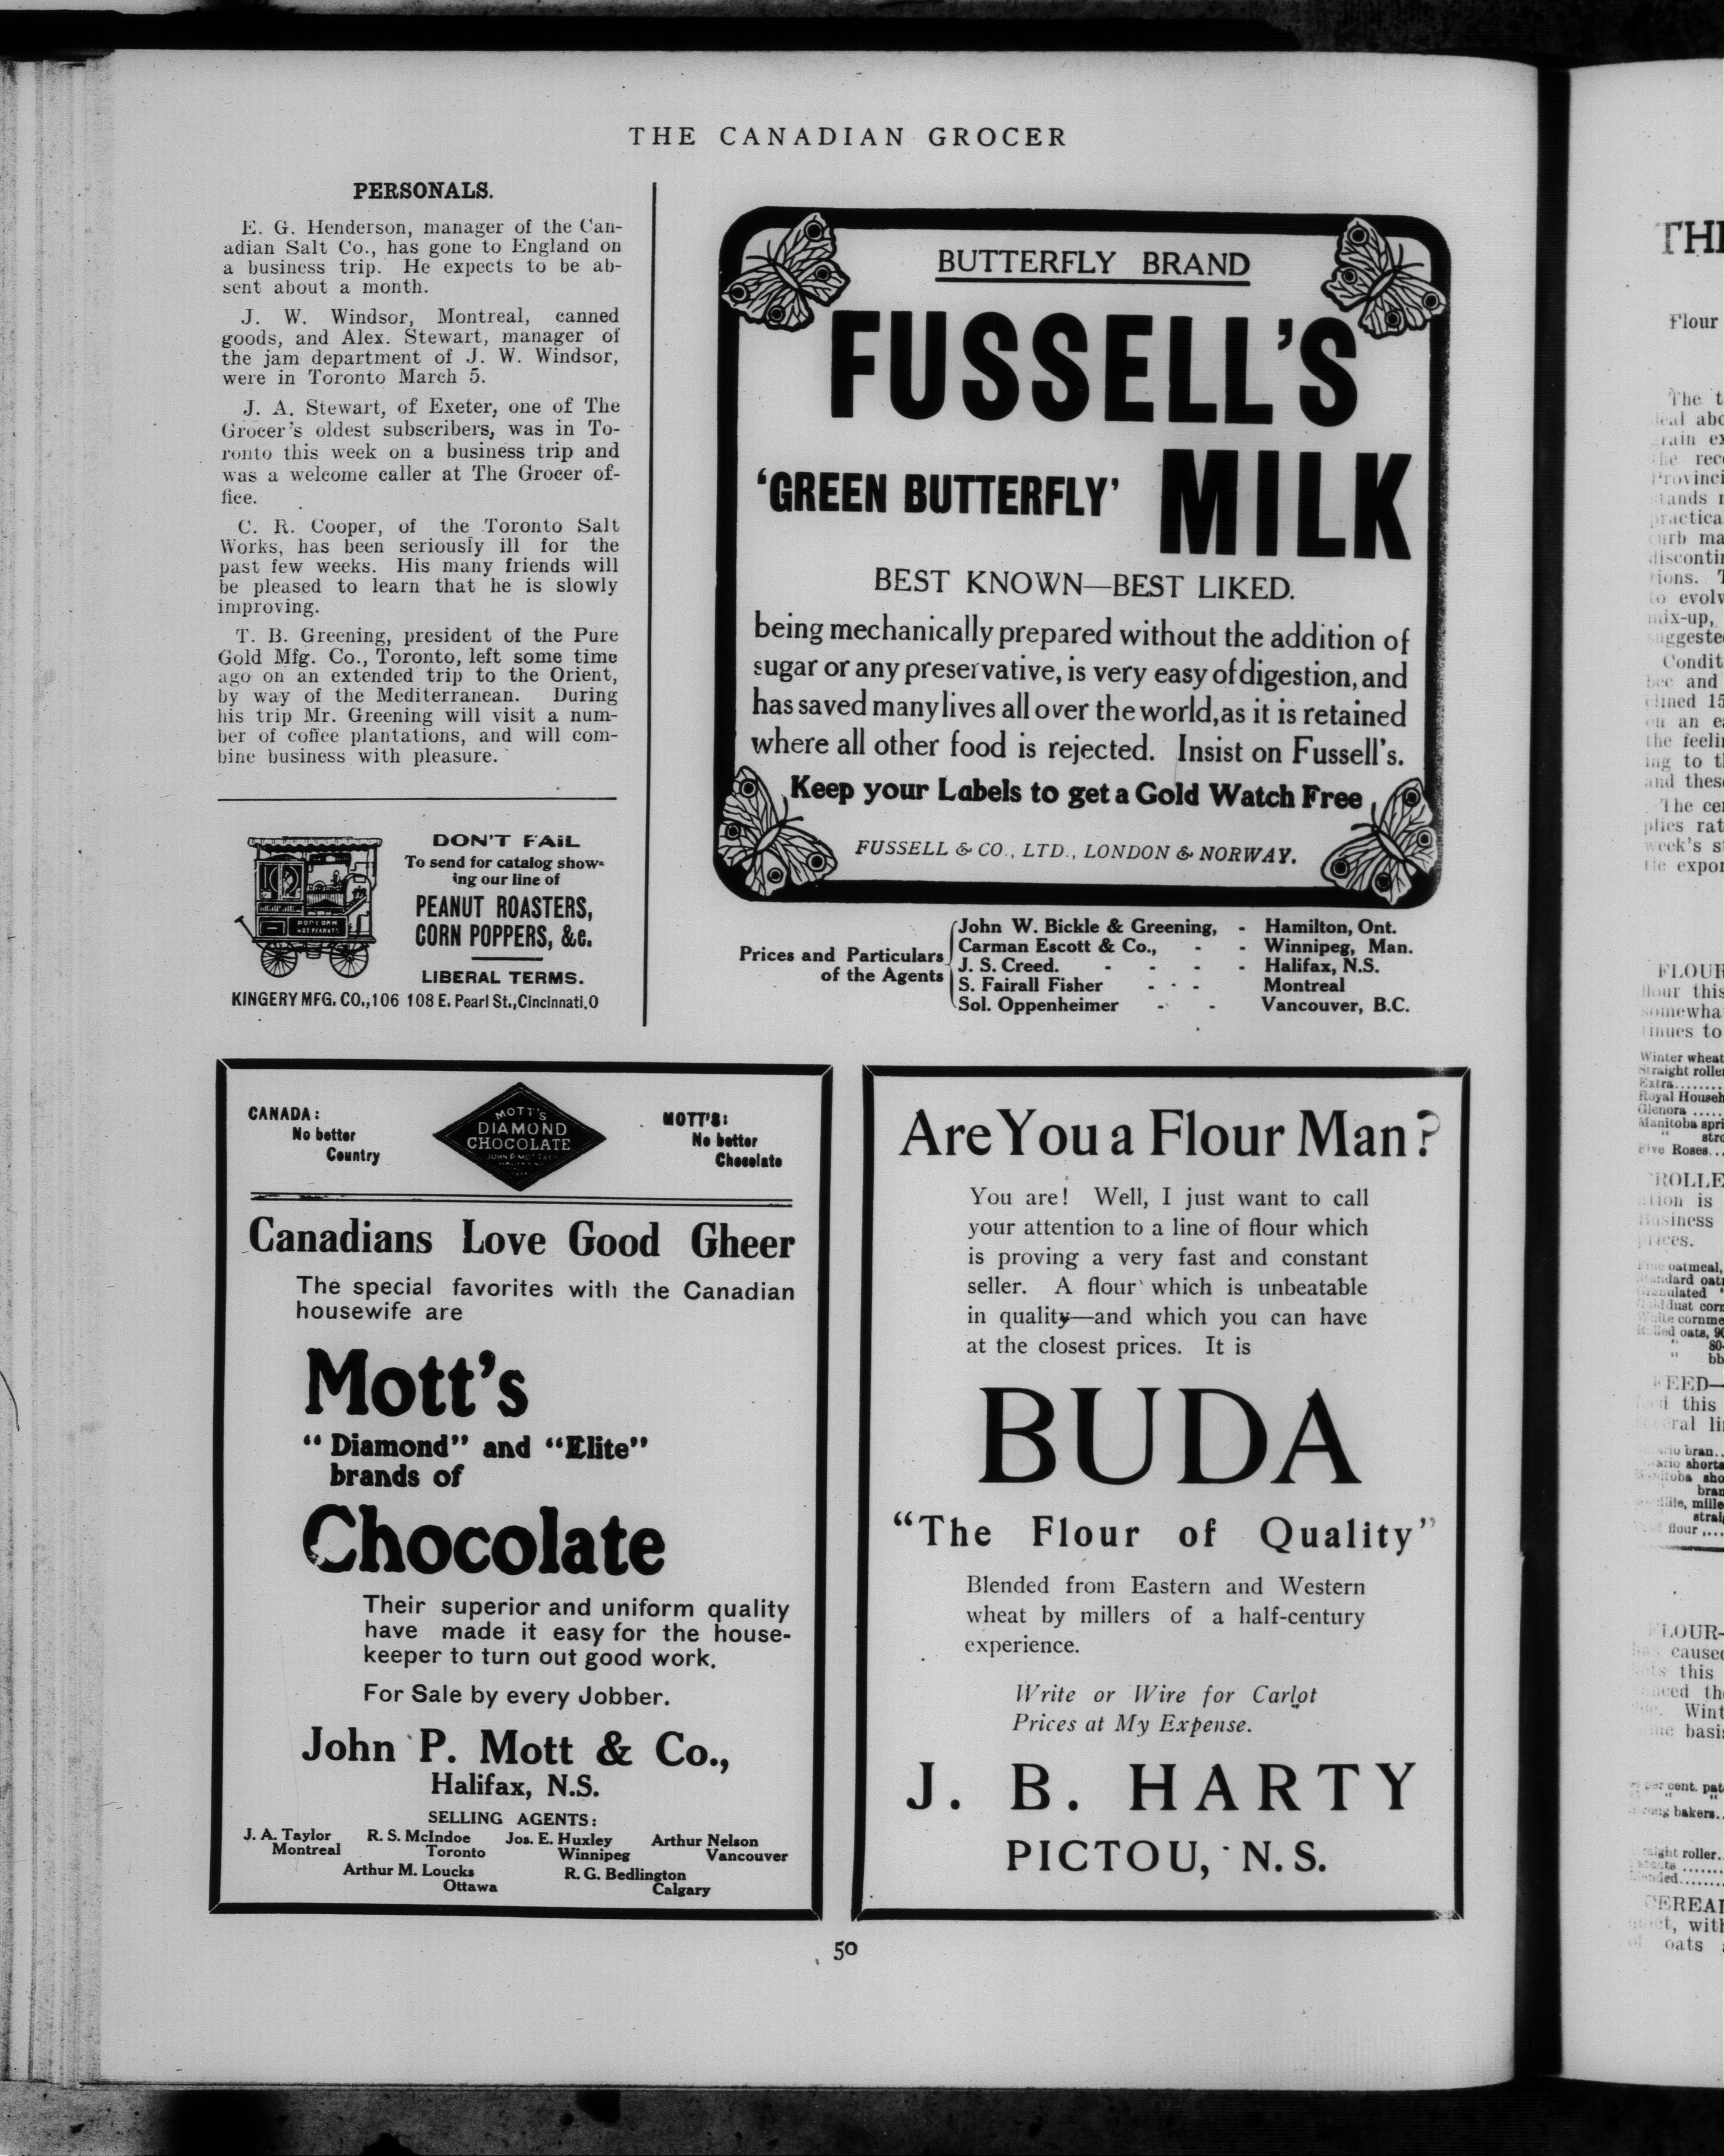 THE CANADIAN GROCER
PERSONALS.
E. G. Henderson, manager of the Can-
adian Salt Co., has gone to England on
a business trip. He expects to be ab-
sent about a month.
J. W. Windsor, Montreal, canned
goods, and Alex. Stewart, manager of
the jam department of J. W. Windsor,
were in Toronto March 5.
J. A. Stewart, of Exeter, one of The
Grocer's oldest subscribers, was in To-
ronto this week on a business trip and
was a welcome caller at The Grocer of-
fice.
C. R. Cooper, of the Toronto Salt
Works, has been seriously ill for the
past few weeks. His many friends will
be pleased to learn that he is slowly
improving.
T. B. Greening, president of the Pure
Gold Mfg. Co., Toronto, left some time
ago on an extended trip to the Orient,
by way of the Mediterranean. During
his trip Mr. Greening will visit a num-
ber of coffee plantations, and will com-
bine business with pleasure.
POPCORN
HOT PEANUTS
DON'T FAIL
To send for catalog show-
ing our line of
PEANUT ROASTERS,
CORN POPPERS, &c.
LIBERAL TERMS.
KINGERY MFG. CO., 106 108 E. Pearl St., Cincinnati, O
BUTTERFLY BRAND
FUSSELL'S
'GREEN BUTTERFLY' MILK
BEST KNOWN—BEST LIKED.
being mechanically prepared without the addition of
sugar or any preservative, is very easy of digestion, and
has saved many lives all over the world, as it is retained
where all other food is rejected. Insist on Fussell's.
Keep your Labels to get a Gold Watch Free
FUSSELL & CO., LTD., LONDON & NORWAY.
Prices and Particulars
of the Agents
John W. Bickle & Greening, - Hamilton, Ont.
Carman Escott & Co., - - Winnipeg, Man.
J. S. Creed. - - - - Halifax, N.S.
S. Fairall Fisher - - - Montreal
Sol. Oppenheimer - - Vancouver, B.C.
CANADA:
No better
Country
MOTT'S
DIAMOND
CHOCOLATE
MOTT'S:
No better
Chocolate
Canadians Love Good Gheer
The special favorites with the Canadian
housewife are
Mott's
"Diamond" and "Elite"
brands of
Chocolate
Their superior and uniform quality
have made it easy for the house-
keeper to turn out good work.
For Sale by every Jobber.
John P. Mott & Co.,
Halifax, N.S.
SELLING AGENTS:
J. A. Taylor R. S. McIndoe Jos. E. Huxley Arthur Nelson
Montreal Toronto Winnipeg Vancouver
Arthur M. Loucks R. G. Bedlington
Ottawa Calgary
Are You a Flour Man?
You are! Well, I just want to call
your attention to a line of flour which
is proving a very fast and constant
seller. A flour which is unbeatable
in quality—and which you can have
at the closest prices. It is
BUDA
"The Flour of Quality"
Blended from Eastern and Western
wheat by millers of a half-century
experience.
Write or Wire for Carlot
Prices at My Expense.
J. B. HARTY
PICTOU, N. S.
50